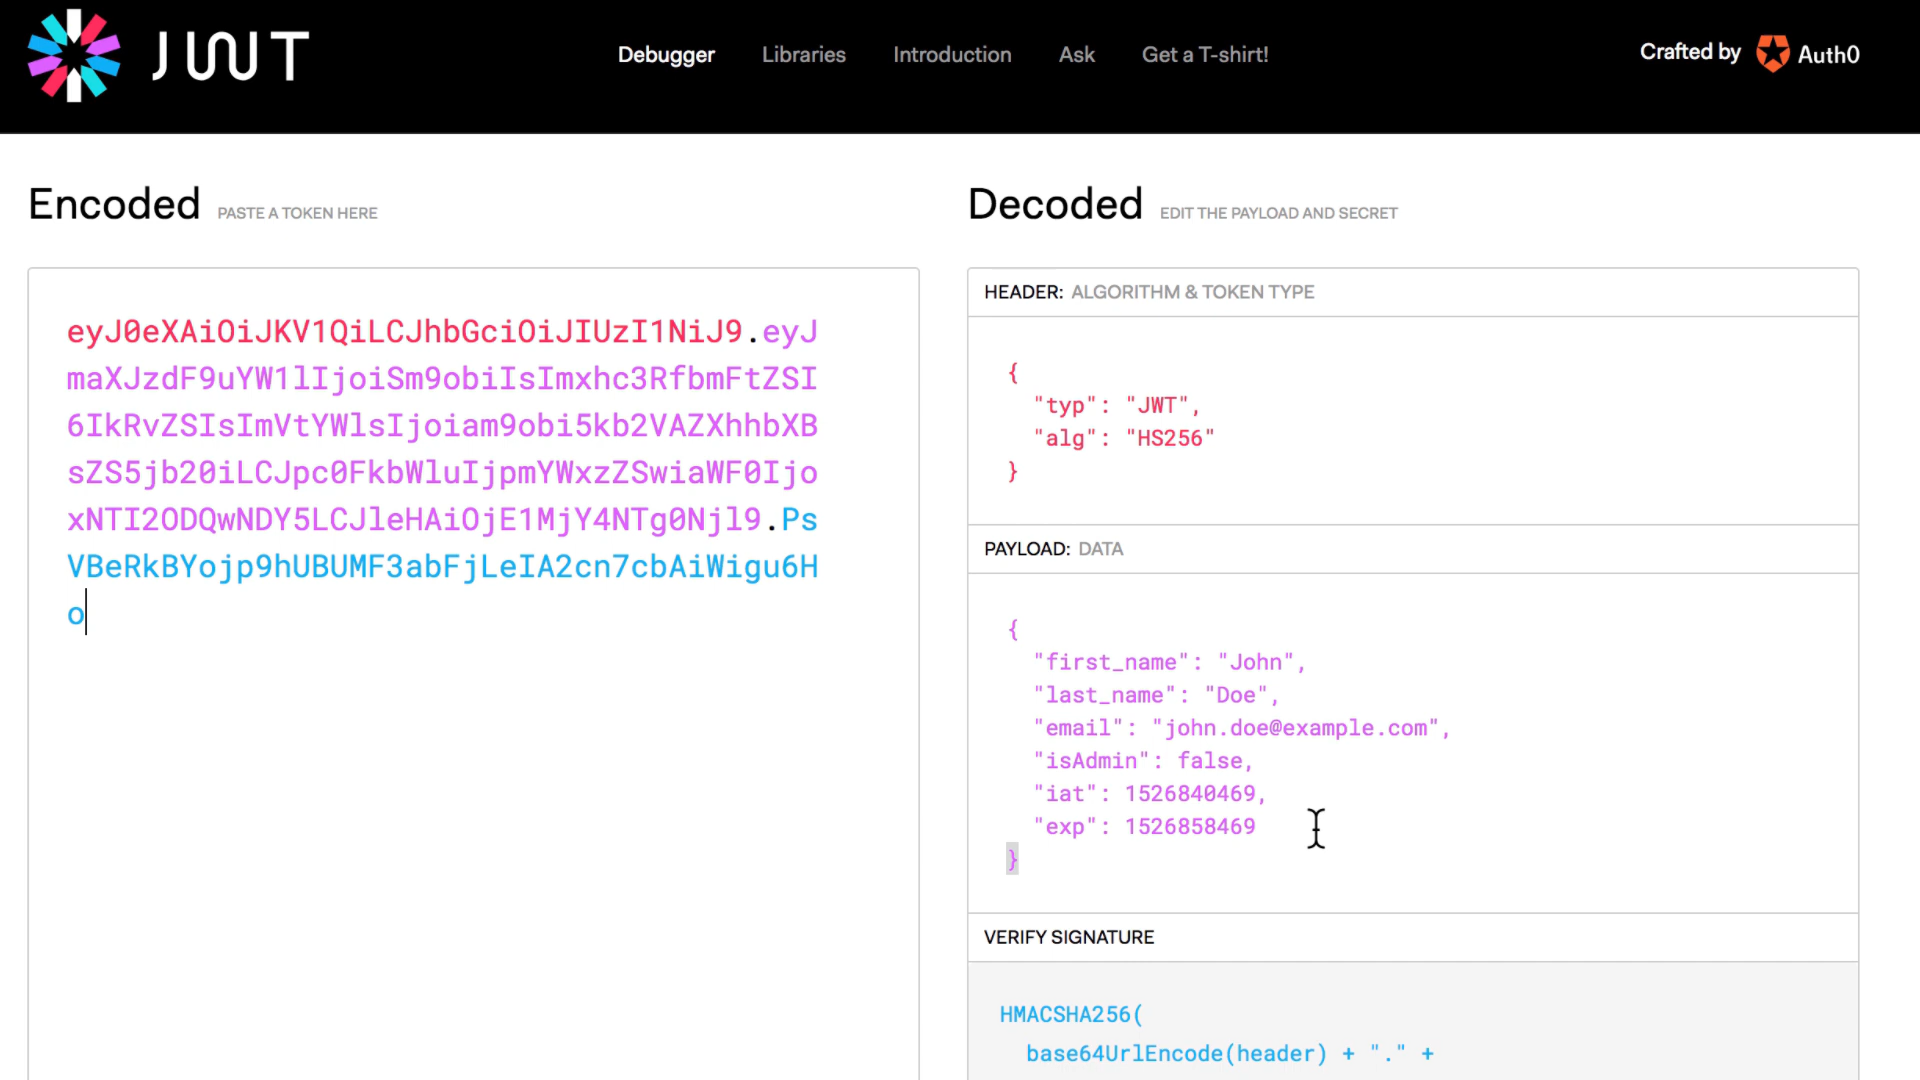 JWT
Debugger
Libraries
Introduction
Ask
Get a T-shirt!
Crafted by Auth0
Encoded PASTE A TOKEN HERE
eyJ0eXAiOiJKV1QiLCJhbGciOiJIUzI1NiJ9.eyJ
maXJzdF9uYW1lIjoiSm9obiIsImxhc3RfbmFtZSI
6IkRvZSIsImVtYWlsIjoiam9obi5kb2VAZXhhbXB
sZS5jb20iLCJpc0FkbWluIjpmYWxzZSwiaWF0Ijo
xNTI2ODQwNDY5LCJleHAiOjE1MjY4NTg0Njl9.Ps
VBeRkBYojp9hUBUMF3abFjLeIA2cn7cbAiWigu6H
o
Decoded EDIT THE PAYLOAD AND SECRET
HEADER: ALGORITHM & TOKEN TYPE
{
"typ": "JWT",
"alg": "HS256"
}
PAYLOAD: DATA
{
"first_name": "John",
"last_name": "Doe",
"email": "john.doe@example.com",
"isAdmin": false,
"iat": 1526840469,
"exp": 1526858469
}
VERIFY SIGNATURE
HMACSHA256(
base64UrlEncode(header) + "." +